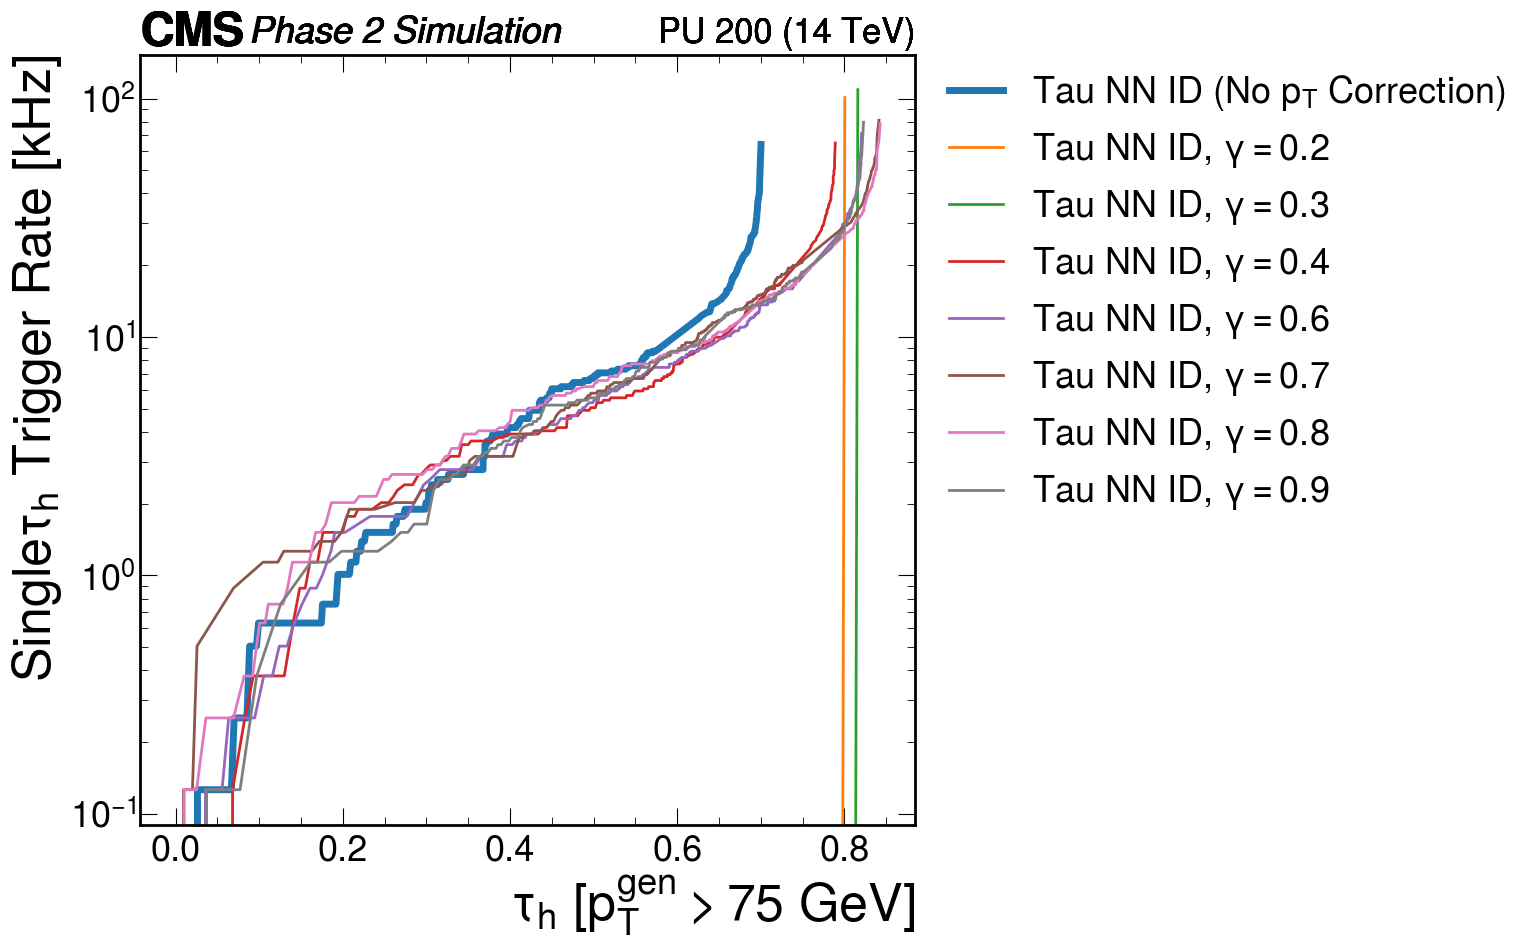 CMS Phase 2 Simulation PU 200 (14 TeV)
Single τh Trigger Rate [kHz]
10²
10¹
10⁰
10⁻¹
0.0 0.2 0.4 0.6 0.8
τh [pTgen > 75 GeV]
Tau NN ID (No pT Correction)
Tau NN ID, γ = 0.2
Tau NN ID, γ = 0.3
Tau NN ID, γ = 0.4
Tau NN ID, γ = 0.6
Tau NN ID, γ = 0.7
Tau NN ID, γ = 0.8
Tau NN ID, γ = 0.9